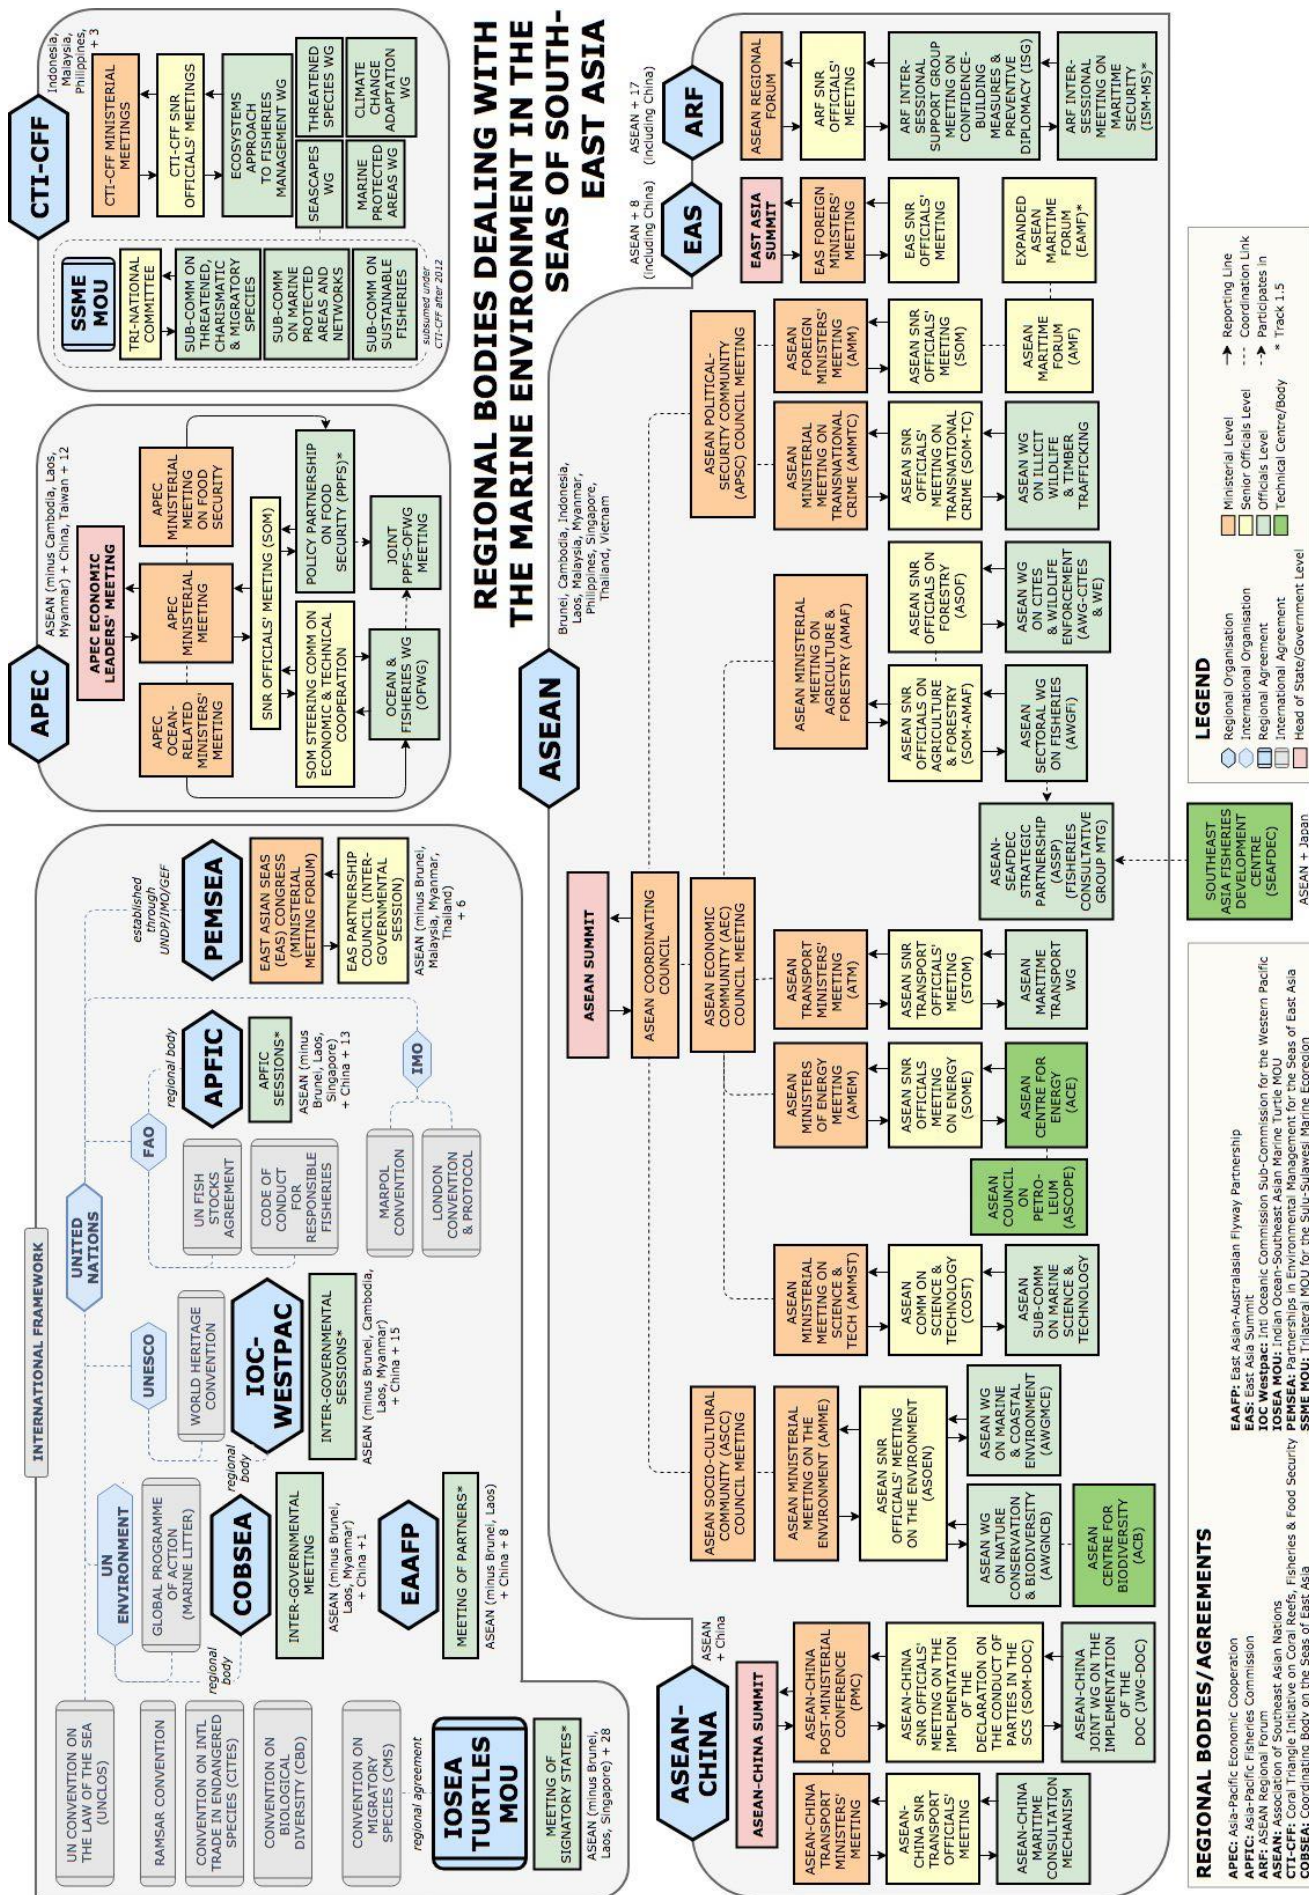 INTERNATIONAL FRAMEWORK
UNITED
NATIONS
UN
ENVIRONMENT
UNESCO
FAO
IMO
UN CONVENTION ON
THE LAW OF THE SEA
(UNCLOS)
RAMSAR CONVENTION
CONVENTION ON INTL
TRADE IN ENDANGERED
SPECIES (CITES)
CONVENTION ON
BIOLOGICAL
DIVERSITY (CBD)
CONVENTION ON
MIGRATORY
SPECIES (CMS)
regional agreement
IOSEA
TURTLES
MOU
MEETING OF
SIGNATORY STATES*
ASEAN (minus Brunei,
Laos, Singapore) + 28
GLOBAL PROGRAMME
OF ACTION
(MARINE LITTER)
regional
body
COBSEA
INTER-GOVERNMENTAL
MEETING
ASEAN (minus Brunei,
Laos, Myanmar)
+ China +1
EAAFP
MEETING OF PARTNERS*
ASEAN (minus Brunei, Laos)
+ China + 8
WORLD HERITAGE
CONVENTION
regional
body
IOC-
WESTPAC
INTER-GOVERNMENTAL
SESSIONS*
ASEAN (minus Brunei, Cambodia,
Laos, Myanmar)
+ China + 15
UN FISH
STOCKS
AGREEMENT
CODE OF
CONDUCT
FOR
RESPONSIBLE
FISHERIES
MARPOL
CONVENTION
LONDON
CONVENTION
& PROTOCOL
regional body
APFIC
APFIC
SESSIONS*
ASEAN (minus
Brunei, Laos,
Singapore)
+ China + 13
established
through
UNDP/IMO/GEF
PEMSEA
EAST ASIAN SEAS
(EAS) CONGRESS
(MINISTERIAL
MEETING FORUM)
EAS PARTNERSHIP
COUNCIL (INTER-
GOVERNMENTAL
SESSION)
ASEAN (minus Brunei,
Malaysia, Myanmar,
Thailand)
+ 6
APEC
ASEAN (minus Cambodia, Laos,
Myanmar) + China, Taiwan + 12
APEC ECONOMIC
LEADERS' MEETING
APEC
OCEAN-
RELATED
MINISTERS'
MEETING
APEC
MINISTERIAL
MEETING
APEC
MINISTERIAL
MEETING
ON FOOD
SECURITY
SNR OFFICIALS' MEETING (SOM)
SOM STEERING COMM ON
ECONOMIC & TECHNICAL
COOPERATION
POLICY PARTNERSHIP
ON FOOD
SECURITY (PPFS)*
OCEAN &
FISHERIES WG
(OFWG)
JOINT
PPFS-OFWG
MEETING
CTI-CFF
Indonesia,
Malaysia,
Philippines,
+ 3
CTI-CFF MINISTERIAL
MEETINGS
CTI-CFF SNR
OFFICIALS' MEETINGS
ECOSYSTEMS
APPROACH
TO FISHERIES
MANAGEMENT WG
SEASCAPES
WG
THREATENED
SPECIES WG
MARINE
PROTECTED
AREAS WG
CLIMATE
CHANGE
ADAPTATION
WG
SSME
MOU
TRI-NATIONAL
COMMITTEE
SUB-COMM ON
THREATENED,
CHARISMATIC
& MIGRATORY
SPECIES
SUB-COMM
ON MARINE
PROTECTED
AREAS AND
NETWORKS
SUB-COMM ON
SUSTAINABLE
FISHERIES
subsumed under
CTI-CFF after 2012
REGIONAL BODIES DEALING WITH
THE MARINE ENVIRONMENT IN THE
SEAS OF SOUTH-
EAST ASIA
ASEAN-
CHINA
ASEAN
+ China
ASEAN-CHINA SUMMIT
ASEAN-CHINA
TRANSPORT
MINISTERS'
MEETING
ASEAN-CHINA
POST-MINISTERIAL
CONFERENCE
(PMC)
ASEAN-
CHINA SNR
TRANSPORT
OFFICIALS'
MEETING
ASEAN-CHINA
SNR OFFICIALS'
MEETING ON THE
IMPLEMENTATION
OF THE
DECLARATION ON
THE CONDUCT OF
PARTIES IN THE
SCS (SOM-DOC)
ASEAN-CHINA
MARITIME
CONSULTATION
MECHANISM
ASEAN-CHINA
JOINT WG ON THE
IMPLEMENTATION
OF THE
DOC (JWG-DOC)
ASEAN
Brunei, Cambodia, Indonesia,
Laos, Malaysia, Myanmar,
Philippines, Singapore,
Thailand, Vietnam
ASEAN SUMMIT
ASEAN COORDINATING
COUNCIL
ASEAN SOCIO-CULTURAL
COMMUNITY (ASCC)
COUNCIL MEETING
ASEAN ECONOMIC
COMMUNITY (AEC)
COUNCIL MEETING
ASEAN POLITICAL-
SECURITY COMMUNITY
(APSC) COUNCIL MEETING
ASEAN MINISTERIAL
MEETING ON THE
ENVIRONMENT (AMME)
ASEAN SNR
OFFICIALS' MEETING
ON THE ENVIRONMENT
(ASOEN)
ASEAN WG
ON NATURE
CONSERVATION
& BIODIVERSITY
(AWGNCB)
ASEAN WG
ON MARINE
& COASTAL
ENVIRONMENT
(AWGMCE)
ASEAN
CENTRE FOR
BIODIVERSITY
(ACB)
ASEAN
MINISTERIAL
MEETING ON
SCIENCE &
TECH (AMMST)
ASEAN
COMM ON
SCIENCE &
TECHNOLOGY
(COST)
ASEAN
SUB-COMM
ON MARINE
SCIENCE &
TECHNOLOGY
ASEAN
MINISTERS
OF ENERGY
MEETING
(AMEM)
ASEAN SNR
OFFICIALS
MEETING
ON ENERGY
(SOME)
ASEAN
CENTRE FOR
ENERGY
(ACE)
ASEAN
COUNCIL
ON
PETRO-
LEUM
(ASCOPE)
ASEAN
TRANSPORT
MINISTERS'
MEETING
(ATM)
ASEAN SNR
TRANSPORT
OFFICIALS'
MEETING
(STOM)
ASEAN
MARITIME
TRANSPORT
WG
ASEAN MINISTERIAL
MEETING ON
AGRICULTURE &
FORESTRY (AMAF)
ASEAN SNR
OFFICIALS ON
AGRICULTURE
& FORESTRY
(SOM-AMAF)
ASEAN SNR
OFFICIALS ON
FORESTRY
(ASOF)
ASEAN
SECTORAL WG
ON FISHERIES
(AWGFi)
ASEAN WG
ON CITES
& WILDLIFE
ENFORCEMENT
(AWG-CITES
& WE)
ASEAN-
SEAFDEC
STRATEGIC
PARTNERSHIP
(ASSP)
(FISHERIES
CONSULTATIVE
GROUP MTG)
SOUTHEAST
ASIA FISHERIES
DEVELOPMENT
CENTRE
(SEAFDEC)
ASEAN + Japan
ASEAN
MINISTERIAL
MEETING ON
TRANSNATIONAL
CRIME (AMMTC)
ASEAN SNR
OFFICIALS'
MEETING ON
TRANSNATIONAL
CRIME (SOM-TC)
ASEAN WG
ON ILLICIT
WILDLIFE
& TIMBER
TRAFFICKING
ASEAN
FOREIGN
MINISTERS'
MEETING
(AMM)
ASEAN SNR
OFFICIALS'
MEETING
(SOM)
ASEAN
MARITIME
FORUM
(AMF)
EAS
ASEAN + 8
(including China)
EAST ASIA
SUMMIT
EAS FOREIGN
MINISTERS'
MEETING
EAS SNR
OFFICIALS'
MEETING
EXPANDED
ASEAN
MARITIME
FORUM
(EAMF)*
ARF
ASEAN + 17
(including China)
ASEAN REGIONAL
FORUM
ARF SNR
OFFICIALS'
MEETING
ARF INTER-
SESSIONAL
SUPPORT GROUP
MEETING ON
CONFIDENCE-
BUILDING
MEASURES &
PREVENTIVE
DIPLOMACY (ISG)
ARF INTER-
SESSIONAL
MEETING ON
MARITIME
SECURITY
(ISM-MS)*
REGIONAL BODIES/AGREEMENTS
APEC: Asia-Pacific Economic Cooperation
APFIC: Asia-Pacific Fisheries Commission
ARF: ASEAN Regional Forum
ASEAN: Association of Southeast Asian Nations
CTI-CFF: Coral Triangle Initiative on Coral Reefs, Fisheries & Food Security
COBSEA: Coordinating Body on the Seas of East Asia
EAAFP: East Asian-Australasian Flyway Partnership
EAS: East Asia Summit
IOC Westpac: Intl Oceanic Commission Sub-Commission for the Western Pacific
IOSEA MOU: Indian Ocean-Southeast Asian Marine Turtle MOU
PEMSEA: Partnerships in Environmental Management for the Seas of East Asia
SSME MOU: Trilateral MOU for the Sulu-Sulawesi Marine Ecoregion
LEGEND
Regional Organisation
International Organisation
Regional Agreement
International Agreement
Head of State/Government Level
Ministerial Level
Senior Officials Level
Officials Level
Technical Centre/Body
Reporting Line
Coordination Link
Participates in
* Track 1.5